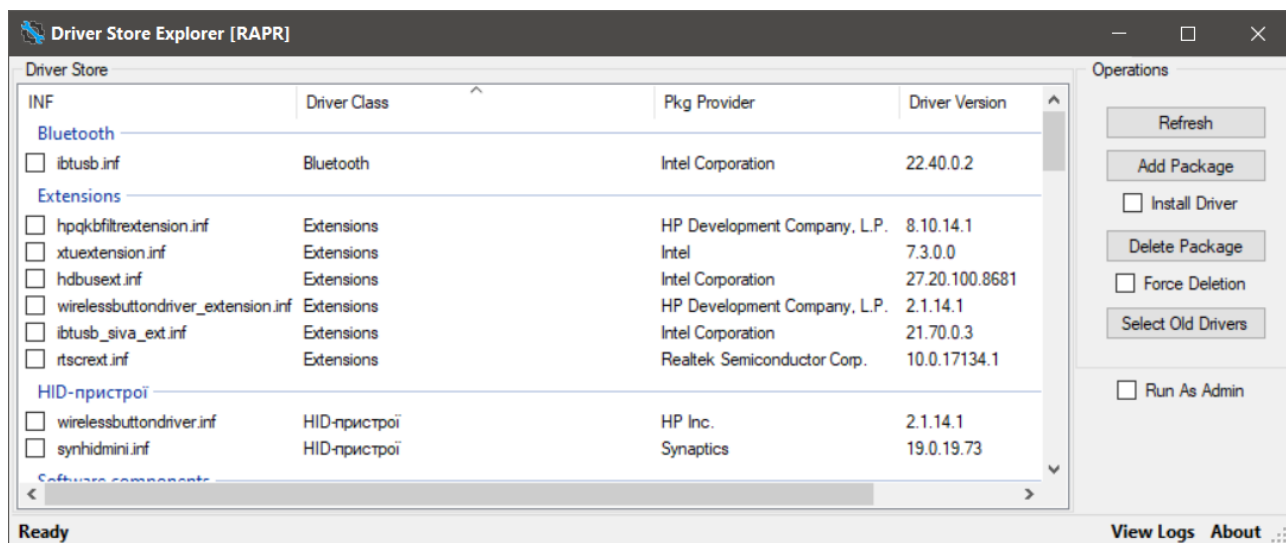 Driver Store Explorer [RAPR]
Driver Store
INF Driver Class Pkg Provider Driver Version
Bluetooth
ibtusb.inf Bluetooth Intel Corporation 22.40.0.2
Extensions
hpqkbfiltrextension.inf Extensions HP Development Company, L.P. 8.10.14.1
xtuextension.inf Extensions Intel 7.3.0.0
hdbusext.inf Extensions Intel Corporation 27.20.100.8681
wirelessbuttondriver_extension.inf Extensions HP Development Company, L.P. 2.1.14.1
ibtusb_siva_ext.inf Extensions Intel Corporation 21.70.0.3
rtscrext.inf Extensions Realtek Semiconductor Corp. 10.0.17134.1
HID-пристрої
wirelessbuttondriver.inf HID-пристрої HP Inc. 2.1.14.1
synhidmini.inf HID-пристрої Synaptics 19.0.19.73
Software components
Operations
Refresh
Add Package
Install Driver
Delete Package
Force Deletion
Select Old Drivers
Run As Admin
Ready View Logs About